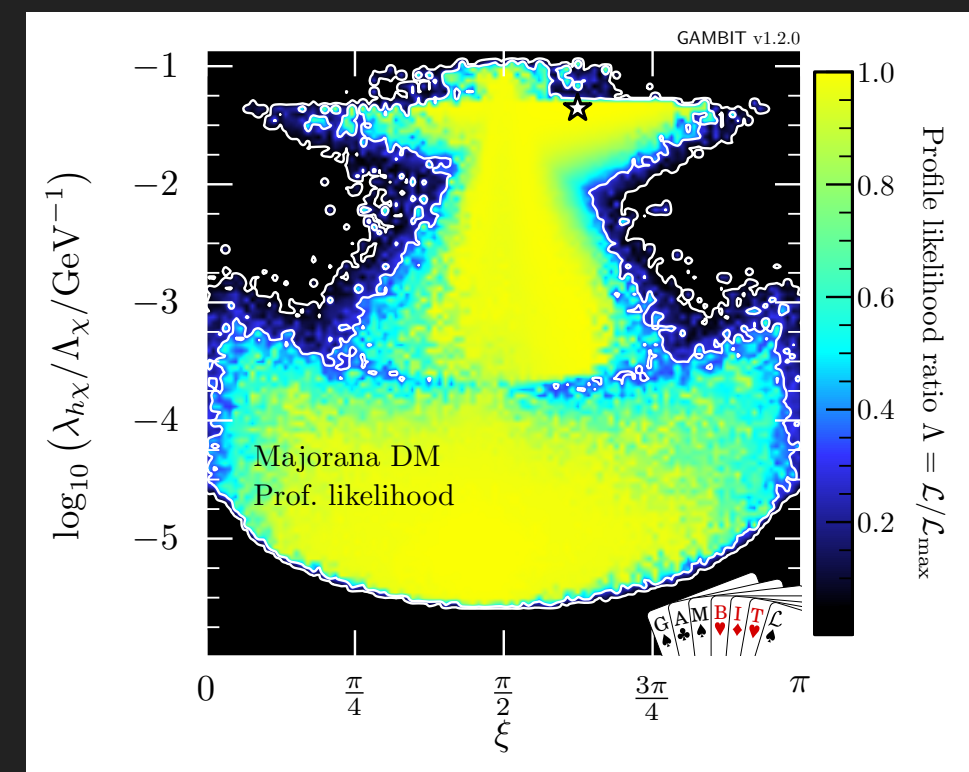 GAMBIT v1.2.0
log₁₀ (λₕᵪ/Λᵪ/GeV⁻¹)
−1
−2
−3
−4
−5
Majorana DM
Prof. likelihood
G A M B I T ℒ
0
π/4
π/2
3π/4
π
ξ
1.0
0.8
0.6
0.4
0.2
Profile likelihood ratio Λ = ℒ/ℒmax